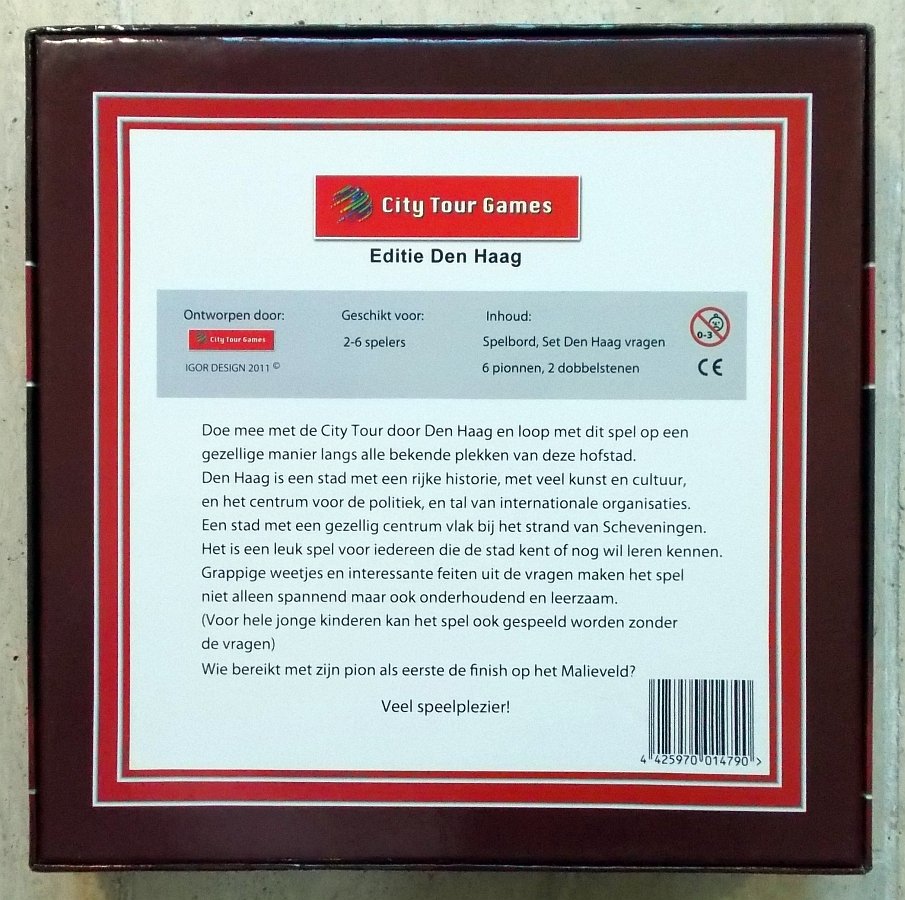 City Tour Games
Editie Den Haag
Ontworpen door:
City Tour Games
IGOR DESIGN 2011 ©
Geschikt voor:
2-6 spelers
Inhoud:
Spelbord, Set Den Haag vragen
6 pionnen, 2 dobbelstenen
0-3
CE
Doe mee met de City Tour door Den Haag en loop met dit spel op een
gezellige manier langs alle bekende plekken van deze hofstad.
Den Haag is een stad met een rijke historie, met veel kunst en cultuur,
en het centrum voor de politiek, en tal van internationale organisaties.
Een stad met een gezellig centrum vlak bij het strand van Scheveningen.
Het is een leuk spel voor iedereen die de stad kent of nog wil leren kennen.
Grappige weetjes en interessante feiten uit de vragen maken het spel
niet alleen spannend maar ook onderhoudend en leerzaam.
(Voor hele jonge kinderen kan het spel ook gespeeld worden zonder
de vragen)
Wie bereikt met zijn pion als eerste de finish op het Malieveld?
Veel speelplezier!
4 425970 014790 >